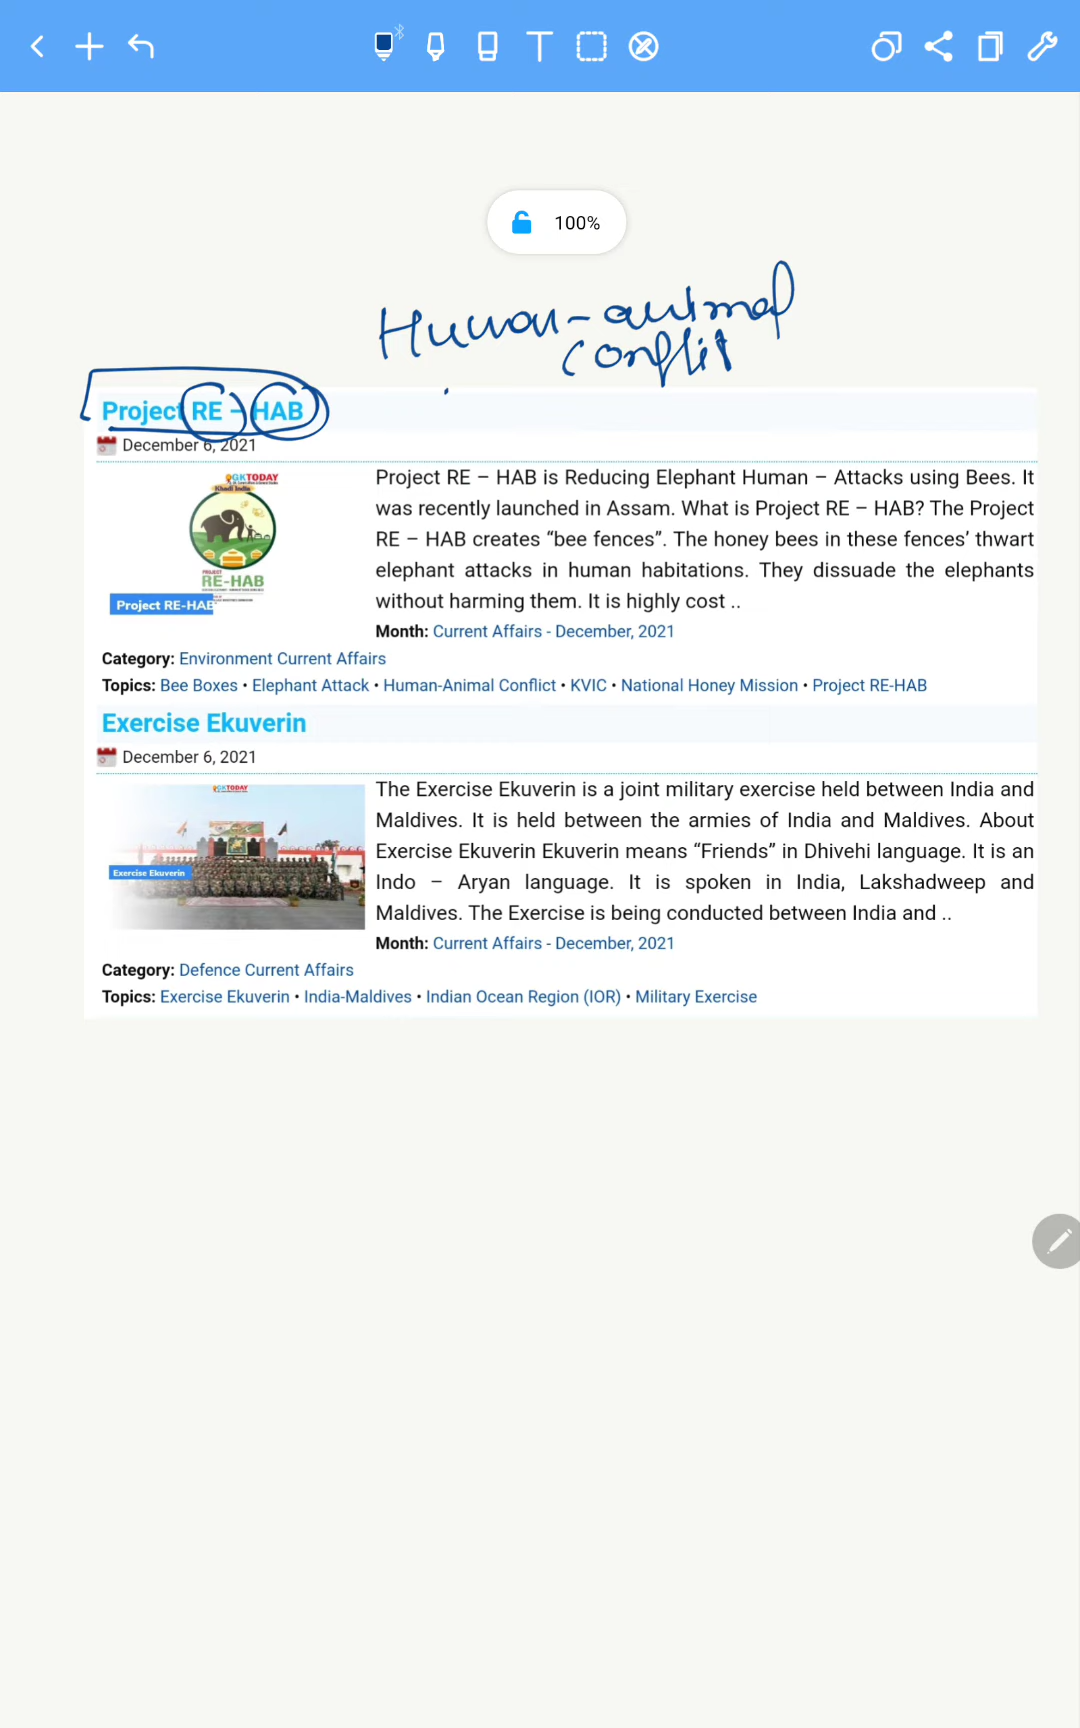 100%
Human-animal
conflit
Project RE – HAB
December 6, 2021
GKTODAY
Khadi India
PROJECT
RE-HAB
Project RE-HAB
Project RE – HAB is Reducing Elephant Human – Attacks using Bees. It
was recently launched in Assam. What is Project RE – HAB? The Project
RE – HAB creates “bee fences”. The honey bees in these fences’ thwart
elephant attacks in human habitations. They dissuade the elephants
without harming them. It is highly cost ..
Month: Current Affairs - December, 2021
Category: Environment Current Affairs
Topics: Bee Boxes • Elephant Attack • Human-Animal Conflict • KVIC • National Honey Mission • Project RE-HAB
Exercise Ekuverin
December 6, 2021
GKTODAY
Exercise Ekuverin
The Exercise Ekuverin is a joint military exercise held between India and
Maldives. It is held between the armies of India and Maldives. About
Exercise Ekuverin Ekuverin means “Friends” in Dhivehi language. It is an
Indo – Aryan language. It is spoken in India, Lakshadweep and
Maldives. The Exercise is being conducted between India and ..
Month: Current Affairs - December, 2021
Category: Defence Current Affairs
Topics: Exercise Ekuverin • India-Maldives • Indian Ocean Region (IOR) • Military Exercise